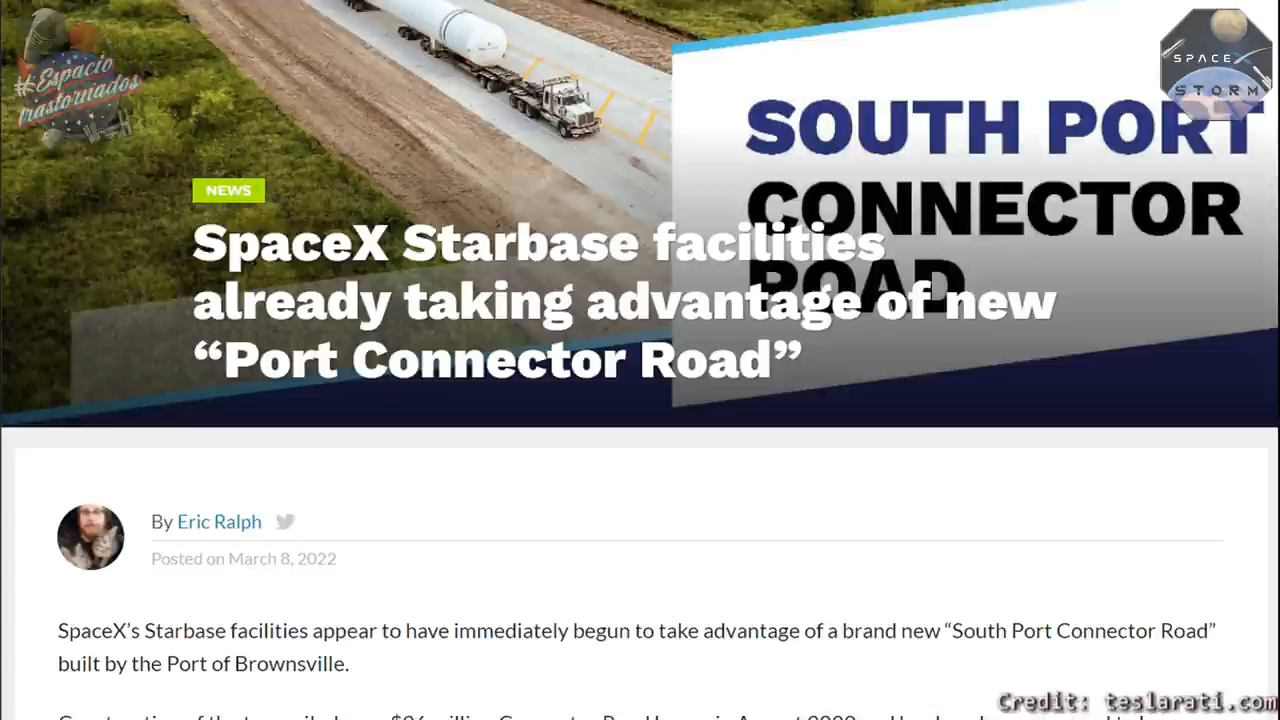 #Espacio
trastornados
SPACEX
STORM
SOUTH PORT
CONNECTOR
ROAD
NEWS
SpaceX Starbase facilities
already taking advantage of new
“Port Connector Road”
By Eric Ralph
Posted on March 8, 2022
SpaceX’s Starbase facilities appear to have immediately begun to take advantage of a brand new “South Port Connector Road”
built by the Port of Brownsville.
Credit: teslarati.com